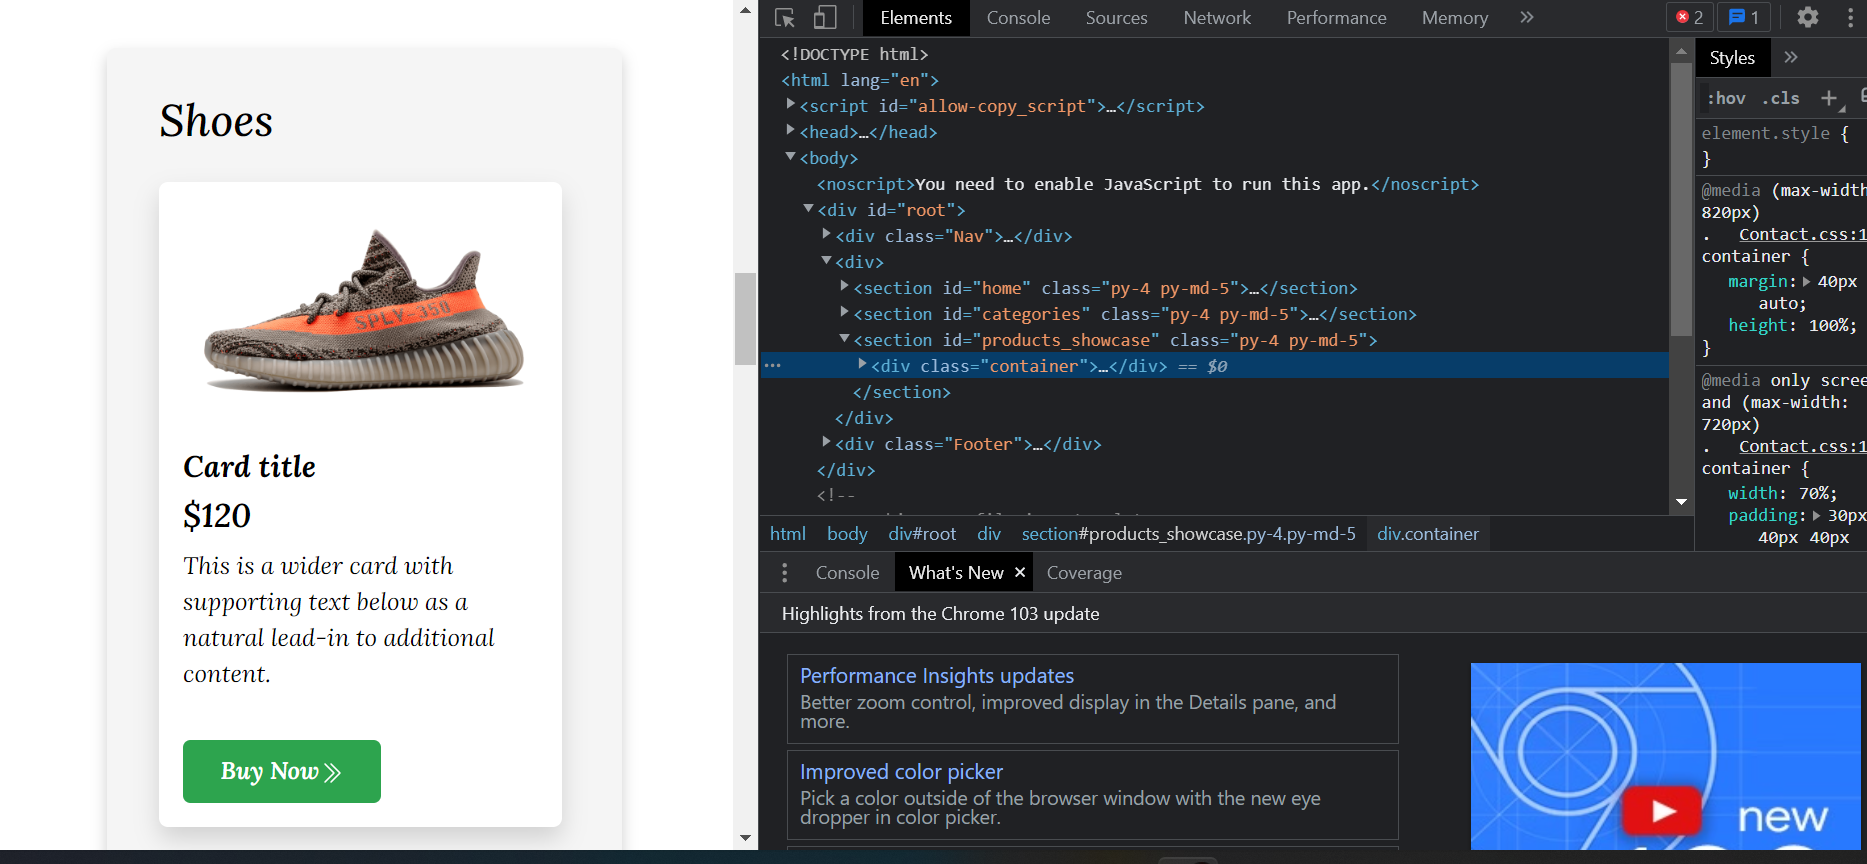 Shoes
SPLY-350
Card title
$120
This is a wider card with
supporting text below as a
natural lead-in to additional
content.
Buy Now
Elements Console Sources Network Performance Memory 2 1
<!DOCTYPE html>
<html lang="en">
<script id="allow-copy_script">…</script>
<head>…</head>
<body>
<noscript>You need to enable JavaScript to run this app.</noscript>
<div id="root">
<div class="Nav">…</div>
<div>
<section id="home" class="py-4 py-md-5">…</section>
<section id="categories" class="py-4 py-md-5">…</section>
<section id="products_showcase" class="py-4 py-md-5">
<div class="container">…</div> == $0
</section>
</div>
<div class="Footer">…</div>
</div>
<!--
html body div#root div section#products_showcase.py-4.py-md-5 div.container
Styles
:hov .cls
element.style {
}
@media (max-width
820px)
. Contact.css:1
container {
margin: 40px
auto;
height: 100%;
}
@media only scree
and (max-width:
720px)
. Contact.css:1
container {
width: 70%;
padding: 30px
40px 40px
Console What's New × Coverage
Highlights from the Chrome 103 update
Performance Insights updates
Better zoom control, improved display in the Details pane, and
more.
Improved color picker
Pick a color outside of the browser window with the new eye
dropper in color picker.
new